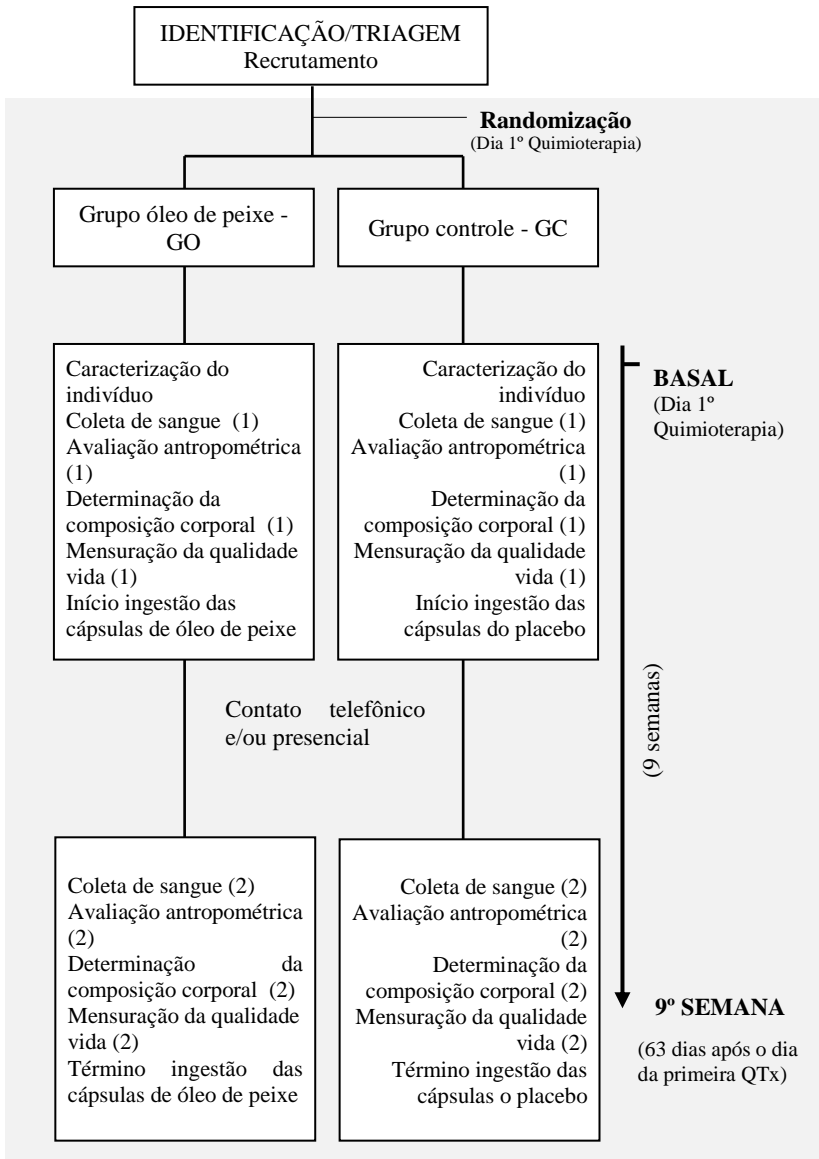 IDENTIFICAÇÃO/TRIAGEM
Recrutamento
Randomização
(Dia 1º Quimioterapia)
Grupo óleo de peixe -
GO
Grupo controle - GC
Caracterização do
indivíduo
Coleta de sangue (1)
Avaliação antropométrica
(1)
Determinação da
composição corporal (1)
Mensuração da qualidade
vida (1)
Início ingestão das
cápsulas de óleo de peixe
Caracterização do
indivíduo
Coleta de sangue (1)
Avaliação antropométrica
(1)
Determinação da
composição corporal (1)
Mensuração da qualidade
vida (1)
Início ingestão das
cápsulas do placebo
BASAL
(Dia 1º
Quimioterapia)
Contato telefônico
e/ou presencial
(9 semanas)
Coleta de sangue (2)
Avaliação antropométrica
(2)
Determinação da
composição corporal (2)
Mensuração da qualidade
vida (2)
Término ingestão das
cápsulas de óleo de peixe
Coleta de sangue (2)
Avaliação antropométrica
(2)
Determinação da
composição corporal (2)
Mensuração da qualidade
vida (2)
Término ingestão das
cápsulas o placebo
9º SEMANA
(63 dias após o dia
da primeira QTx)